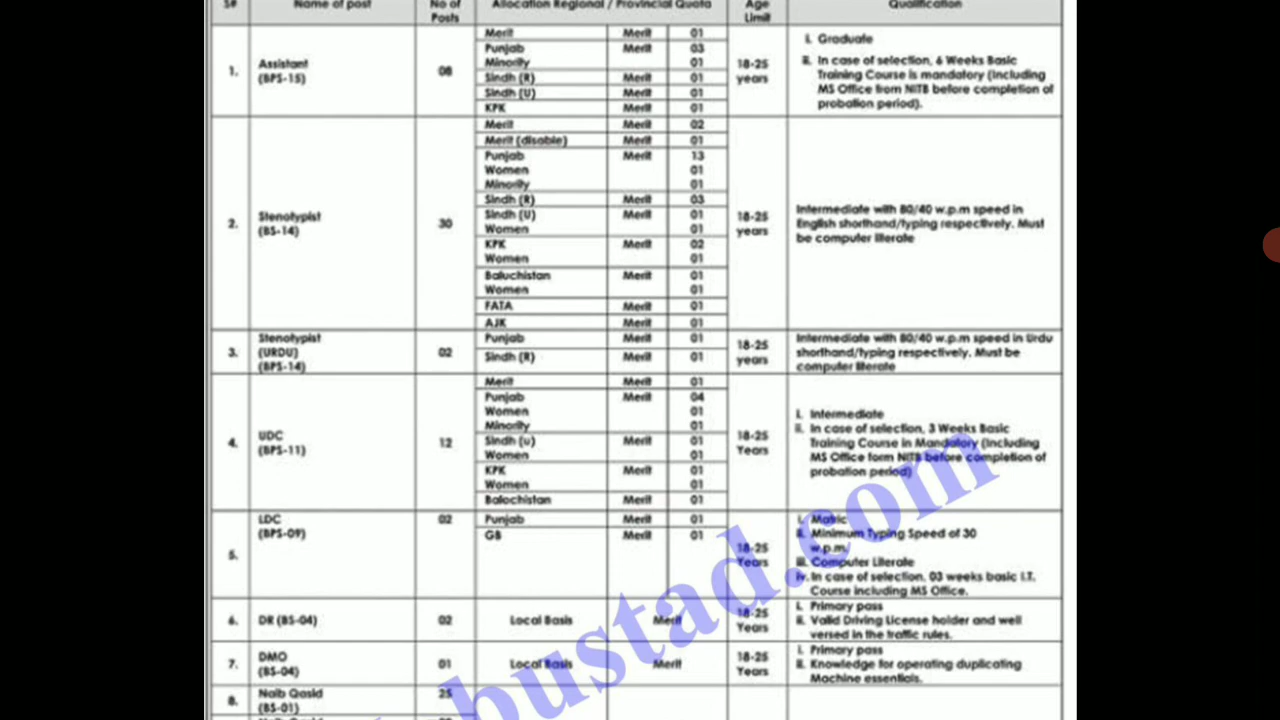 S# Name of post No of Posts Allocation Regional / Provincial Quota Age Limit Qualification
1. Assistant (BPS-15) 08 18-25 years
Merit Merit 01
Punjab Merit 03
Minority 01
Sindh (R) Merit 01
Sindh (U) Merit 01
KPK Merit 01
i. Graduate
ii. In case of selection, 6 Weeks Basic
Training Course is mandatory (Including
MS Office from NITB before completion of
probation period).
2. Stenotypist (BS-14) 30 18-25 years
Merit Merit 02
Merit (disable) Merit 01
Punjab Merit 13
Women 01
Minority 01
Sindh (R) Merit 03
Sindh (U) Merit 01
Women 01
KPK Merit 02
Women 01
Baluchistan Merit 01
Women 01
FATA Merit 01
AJK Merit 01
Intermediate with 80/40 w.p.m speed in
English shorthand/typing respectively. Must
be computer literate
3. Stenotypist (URDU) (BPS-14) 02 18-25 years
Punjab Merit 01
Sindh (R) Merit 01
Intermediate with 80/40 w.p.m speed in Urdu
shorthand/typing respectively. Must be
computer literate
4. UDC (BPS-11) 12 18-25 Years
Merit Merit 01
Punjab Merit 04
Women 01
Minority 01
Sindh (u) Merit 01
Women 01
KPK Merit 01
Women 01
Balochistan Merit 01
i. Intermediate
ii. In case of selection, 3 Weeks Basic
Training Course in Mandatory (Including
MS Office form NITB before completion of
probation period)
5. LDC (BPS-09) 02 18-25 Years
Punjab Merit 01
GB Merit 01
i. Matric
ii. Minimum Typing Speed of 30
w.p.m
iii. Computer Literate
iv. In case of selection, 03 weeks basic I.T.
Course including MS Office.
6. DR (BS-04) 02 Local Basis Merit 18-25 Years
i. Primary pass
ii. Valid Driving License holder and well
versed in the traffic rules.
7. DMO (BS-04) 01 Local Basis Merit 18-25 Years
i. Primary pass
ii. Knowledge for operating duplicating
Machine essentials.
8. Naib Qasid (BS-01) 25
bustad.com